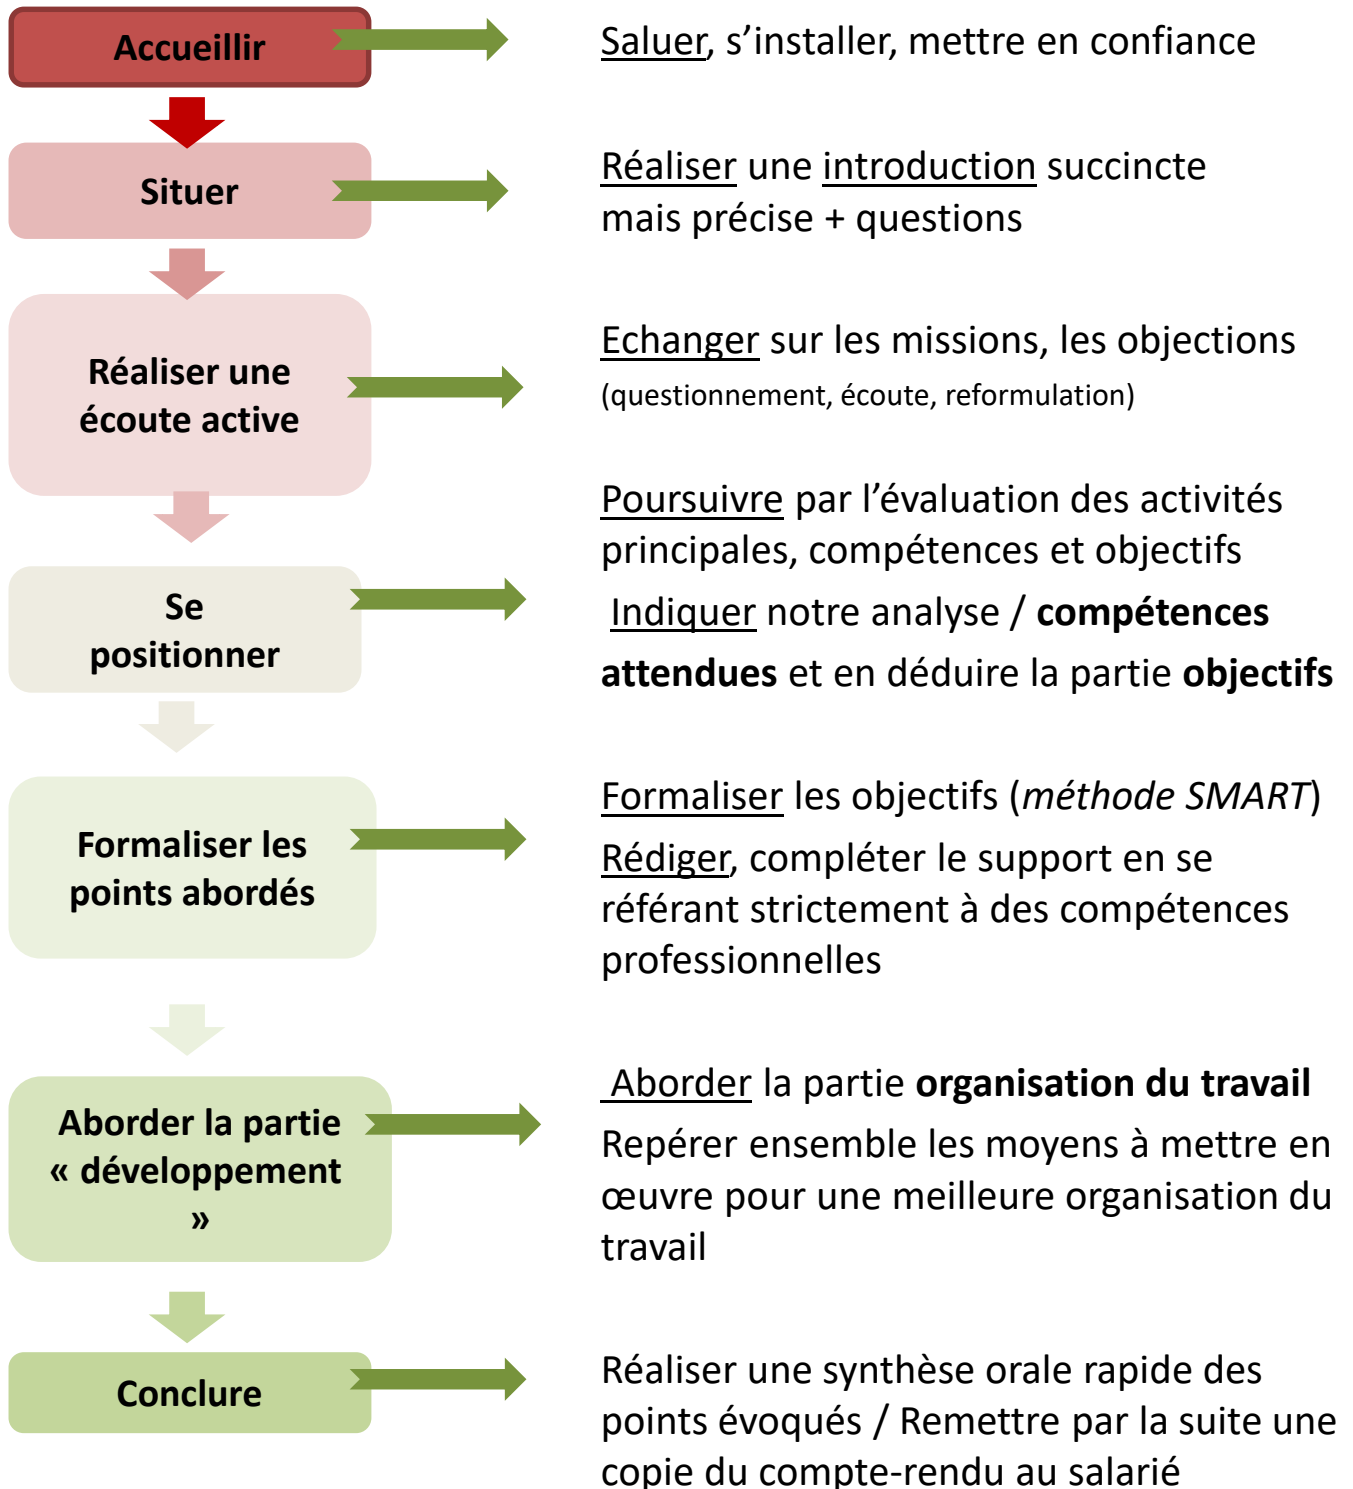 Accueillir
Saluer, s’installer, mettre en confiance
Situer
Réaliser une introduction succincte
mais précise + questions
Réaliser une
écoute active
Echanger sur les missions, les objections
(questionnement, écoute, reformulation)
Se
positionner
Poursuivre par l’évaluation des activités
principales, compétences et objectifs
Indiquer notre analyse / compétences
attendues et en déduire la partie objectifs
Formaliser les
points abordés
Formaliser les objectifs (méthode SMART)
Rédiger, compléter le support en se
référant strictement à des compétences
professionnelles
Aborder la partie
« développement
»
Aborder la partie organisation du travail
Repérer ensemble les moyens à mettre en
œuvre pour une meilleure organisation du
travail
Conclure
Réaliser une synthèse orale rapide des
points évoqués / Remettre par la suite une
copie du compte-rendu au salarié